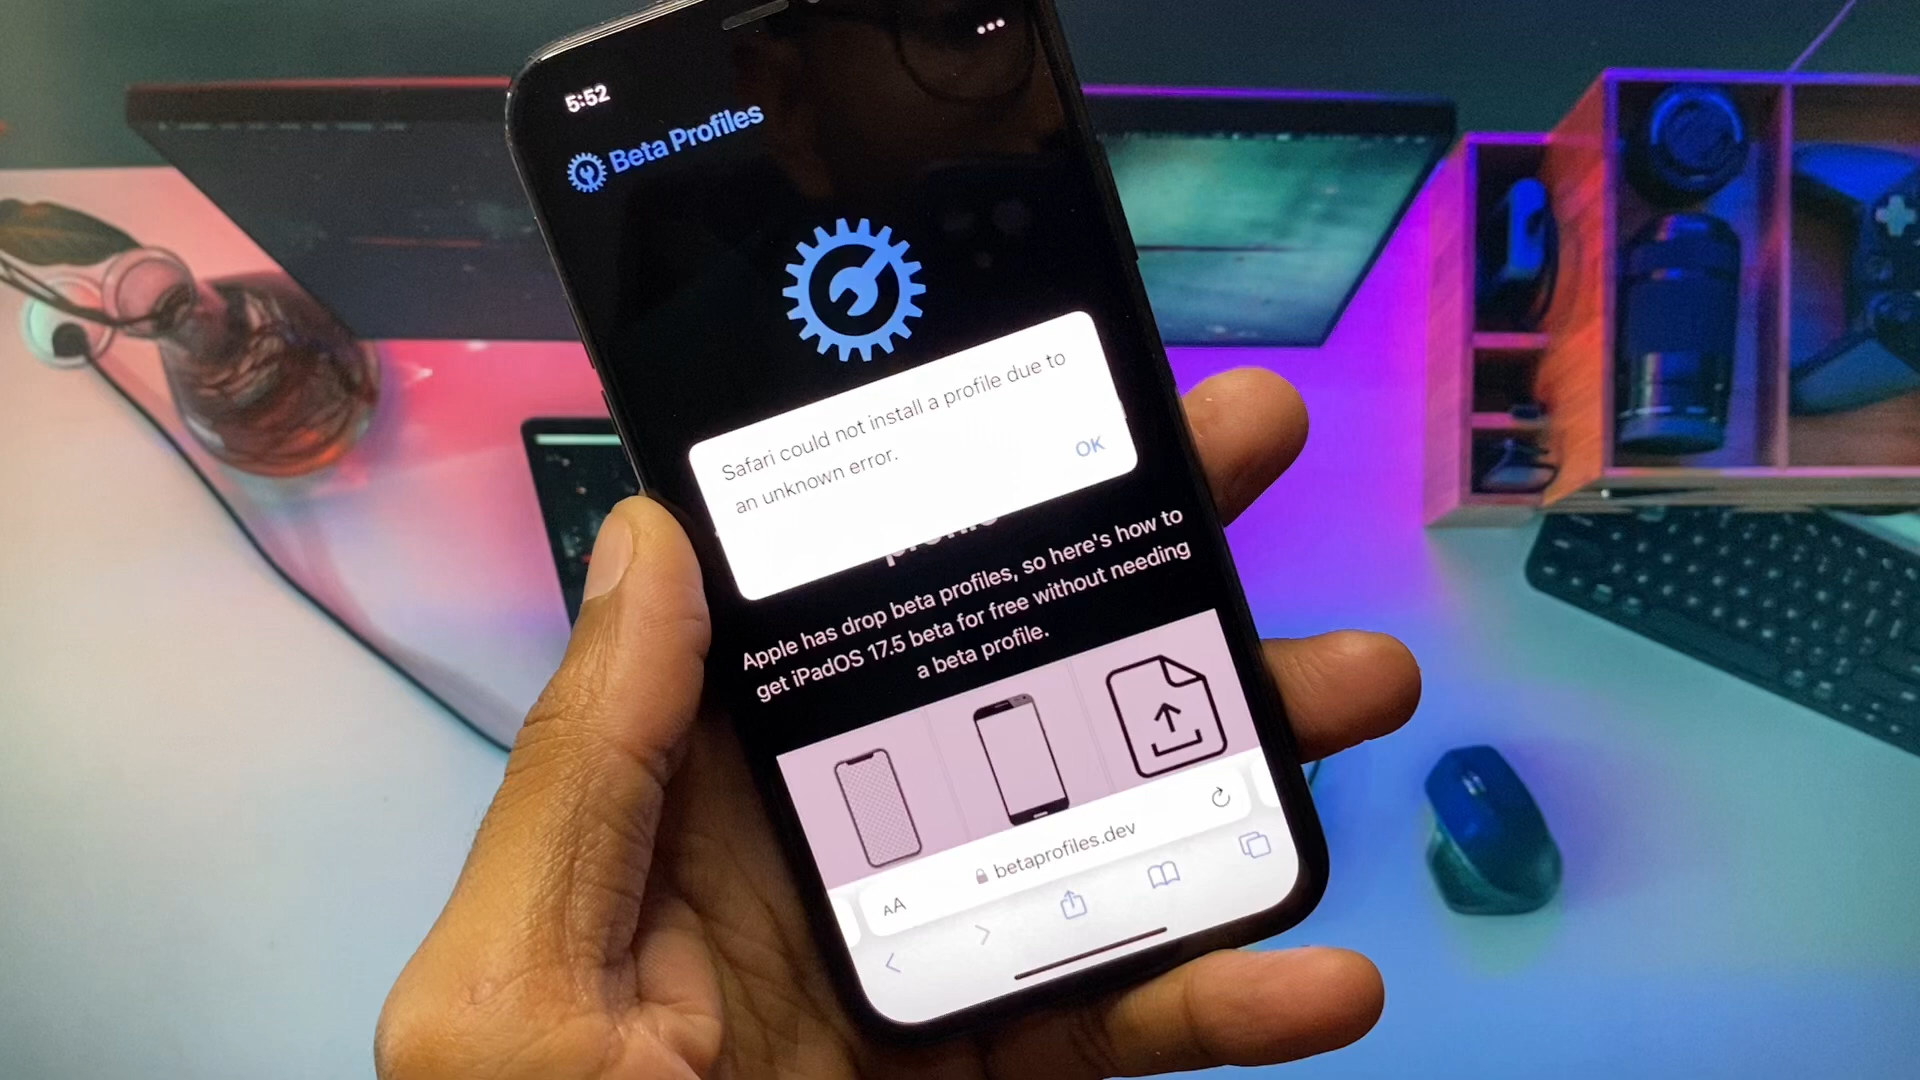 5:52
Beta Profiles
Safari could not install a profile due to
an unknown error.
OK
Apple has drop beta profiles, so here's how to
get iPadOS 17.5 beta for free without needing
a beta profile.
AA
betaprofiles.dev